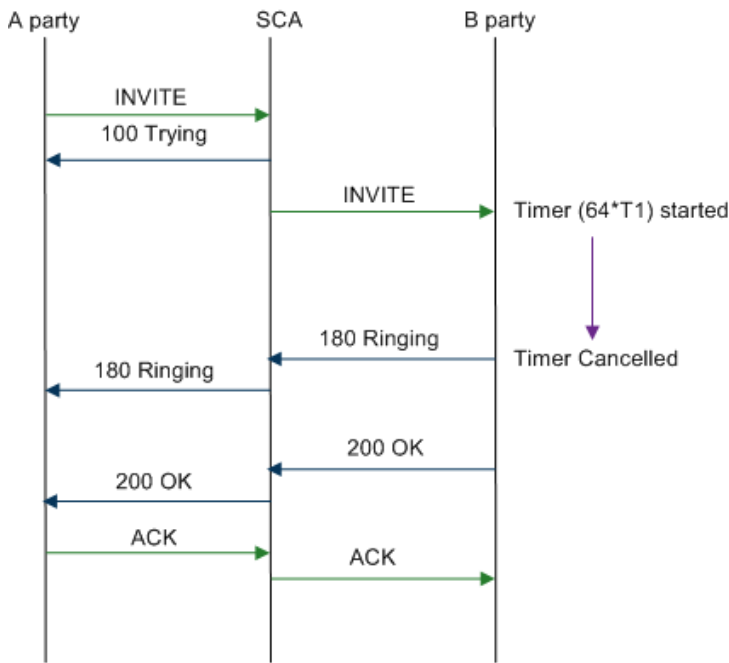 A party
SCA
B party
INVITE
100 Trying
INVITE
Timer (64*T1) started
180 Ringing
Timer Cancelled
180 Ringing
200 OK
200 OK
ACK
ACK